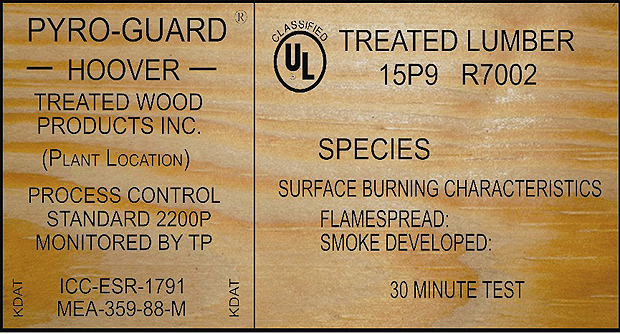 PYRO-GUARD®
— HOOVER —
TREATED WOOD
PRODUCTS INC.
(PLANT LOCATION)
PROCESS CONTROL
STANDARD 2200P
MONITORED BY TP
KDAT
ICC-ESR-1791
MEA-359-88-M
KDAT
CLASSIFIED
UL
®
TREATED LUMBER
15P9 R7002
SPECIES
SURFACE BURNING CHARACTERISTICS
FLAMESPREAD:
SMOKE DEVELOPED:
30 MINUTE TEST